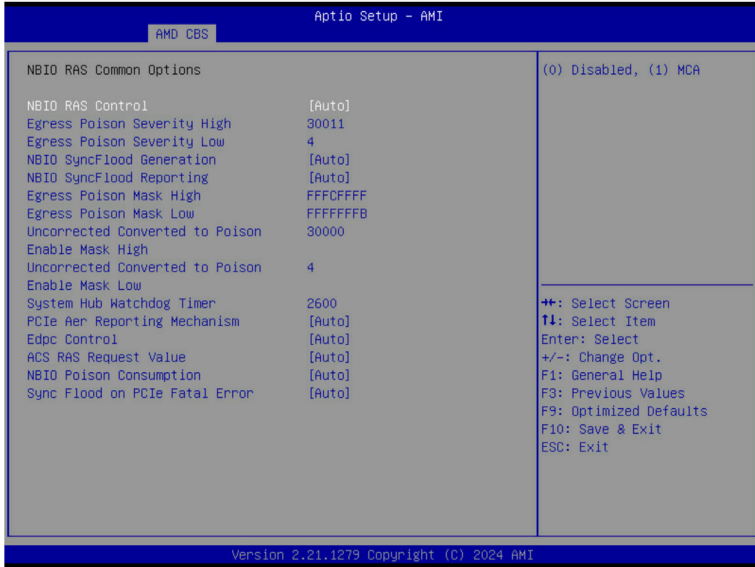 Aptio Setup – AMI
AMD CBS
NBIO RAS Common Options
(0) Disabled, (1) MCA
NBIO RAS Control [Auto]
Egress Poison Severity High 30011
Egress Poison Severity Low 4
NBIO SyncFlood Generation [Auto]
NBIO SyncFlood Reporting [Auto]
Egress Poison Mask High FFFCFFFF
Egress Poison Mask Low FFFFFFFB
Uncorrected Converted to Poison 30000
Enable Mask High
Uncorrected Converted to Poison 4
Enable Mask Low
System Hub Watchdog Timer 2600
PCIe Aer Reporting Mechanism [Auto]
Edpc Control [Auto]
ACS RAS Request Value [Auto]
NBIO Poison Consumption [Auto]
Sync Flood on PCIe Fatal Error [Auto]
→←: Select Screen
↑↓: Select Item
Enter: Select
+/-: Change Opt.
F1: General Help
F3: Previous Values
F9: Optimized Defaults
F10: Save & Exit
ESC: Exit
Version 2.21.1279 Copyright (C) 2024 AMI